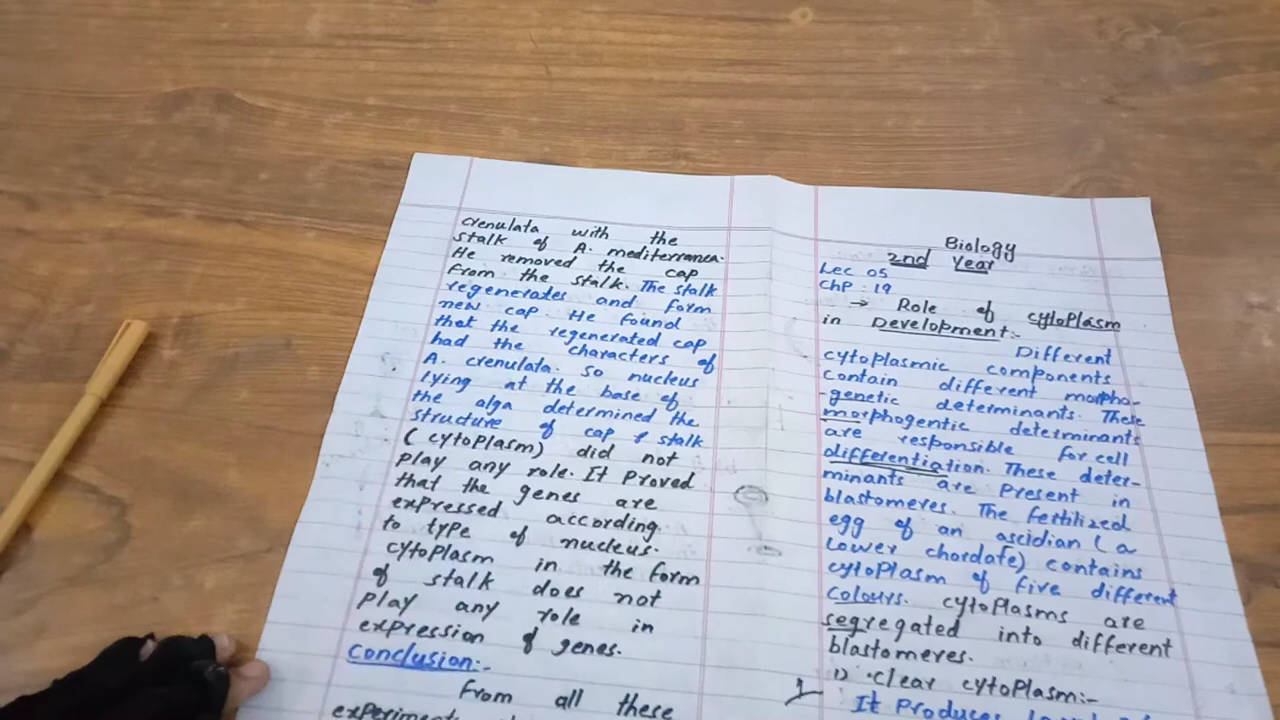 crenulata with the
stalk of A. mediterranea.
He removed the cap
from the stalk. The stalk
regenerates and form
new cap. He found
that the regenerated cap
had the characters of
A. crenulata. So nucleus
lying at the base of
the alga determined the
structure of cap & stalk
(cytoplasm) did not
play any role. It proved
that the genes are
expressed according
to type of nucleus.
cytoplasm in the form
of stalk does not
play any role in
expression of genes.
Conclusion:-
From all these
Biology
2nd Year
Lec 05
Chp : 19
→ Role of cytoplasm
in Development:-
Different
cytoplasmic components
contain different morpho-
-genetic determinants. These
morphogentic determinants
are responsible for cell
differentiation. These deter-
minants are present in
blastomeres. The fertilized
egg of an ascidian (a
lower chordate) contains
cytoplasm of five different
colours. cytoplasms are
segregated into different
blastomeres.
1) clear cytoplasm:-
It produces